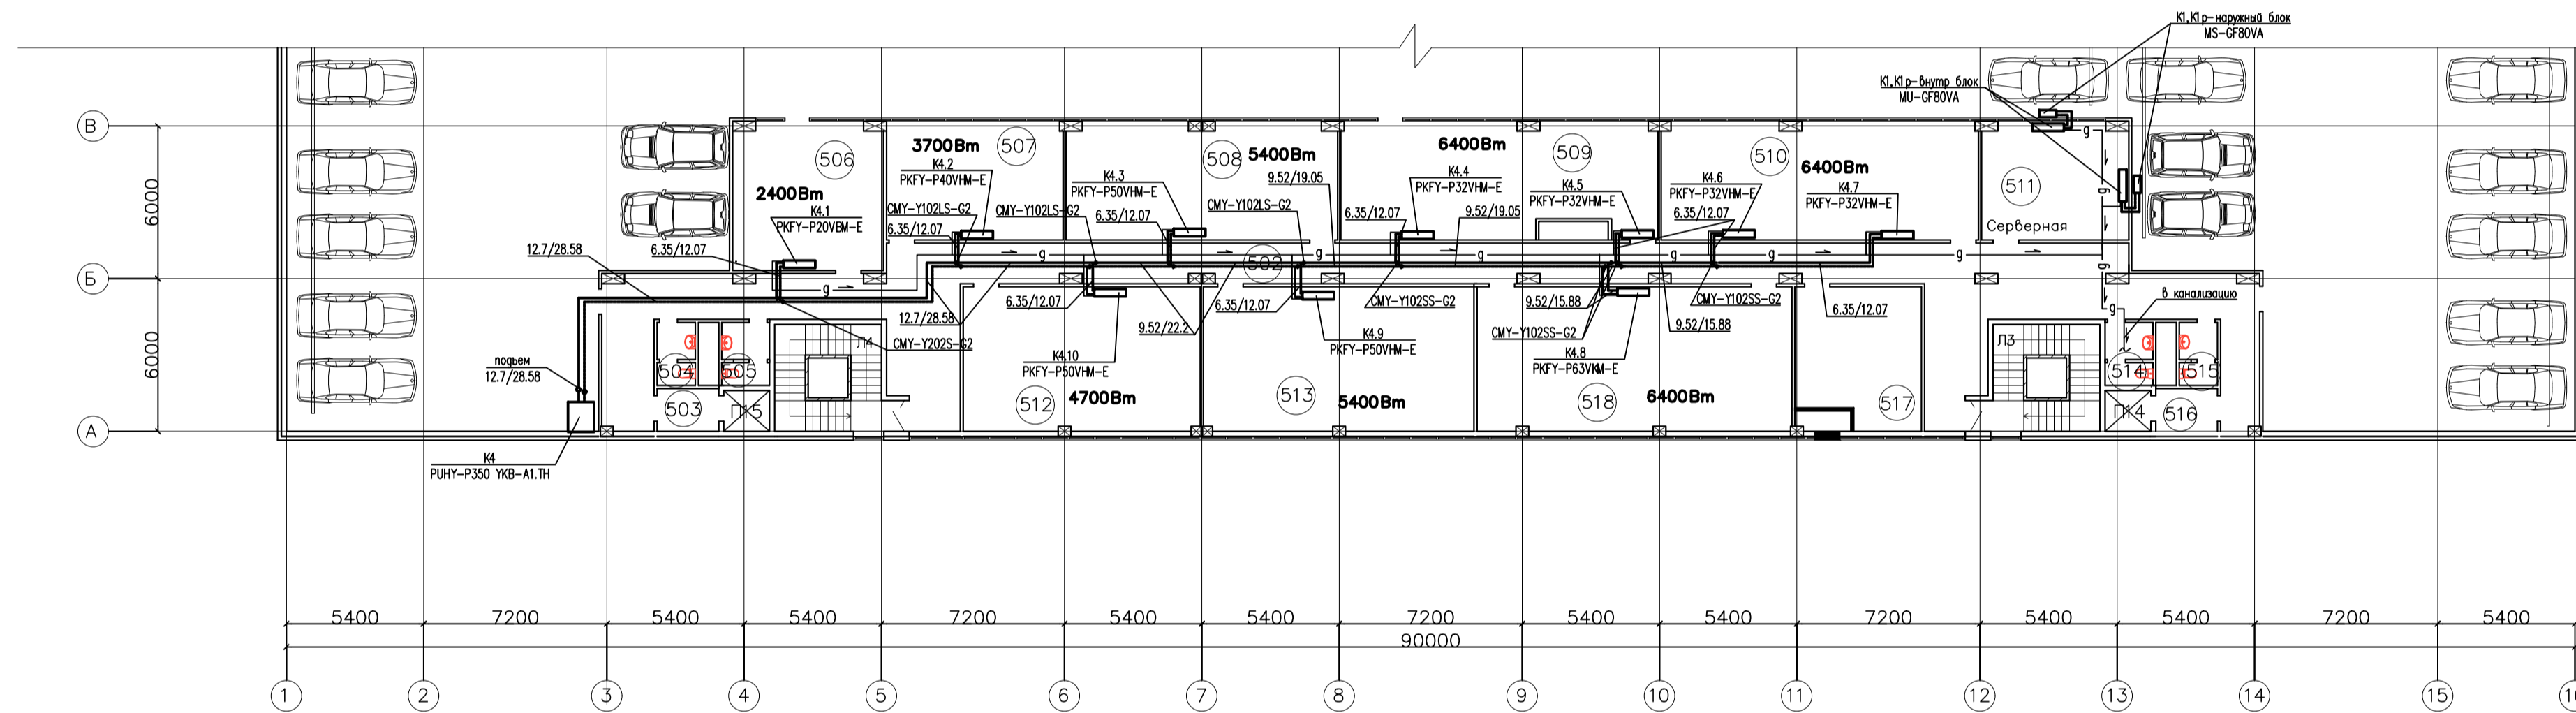 К1,К1р-наружный блок
MS-GF80VA
К1,К1р-внутр блок
MU-GF80VA
В
Б
А
6000
6000
506
507
508
509
510
511
Серверная
502
3700Вт
5400Вт
6400Вт
6400Вт
2400Вт
К4.2
PKFY-P40VHM-E
К4.3
PKFY-P50VHM-E
9.52/19.05
К4.4
PKFY-P32VHM-E
К4.5
PKFY-P32VHM-E
К4.6
PKFY-P32VHM-E
К4.7
PKFY-P32VHM-E
К4.1
PKFY-P20VBM-E
CMY-Y102LS-G2
6.35/12.07
CMY-Y102LS-G2
6.35/12.07
CMY-Y102LS-G2
6.35/12.07
9.52/19.05
6.35/12.07
12.7/28.58
6.35/12.07
g
g
g
g
g
g
g
g
g
g
g
g
6.35/12.07
12.7/28.58
9.52/22.2
6.35/12.07
CMY-Y102SS-G2
9.52/15.88
CMY-Y102SS-G2
CMY-Y102SS-G2
9.52/15.88
6.35/12.07
в канализацию
CMY-Y202S-G2
К4.10
PKFY-P50VHM-E
К4.9
PKFY-P50VHM-E
К4.8
PKFY-P63VKM-E
подьем
12.7/28.58
Л4
Л3
504
505
503
П15
512
4700Вт
513
5400Вт
518
6400Вт
517
514
515
П14
516
К4
PUHY-P350 YKB-A1.TH
5400
7200
5400
5400
7200
5400
5400
7200
5400
5400
7200
5400
5400
7200
5400
90000
1
2
3
4
5
6
7
8
9
10
11
12
13
14
15